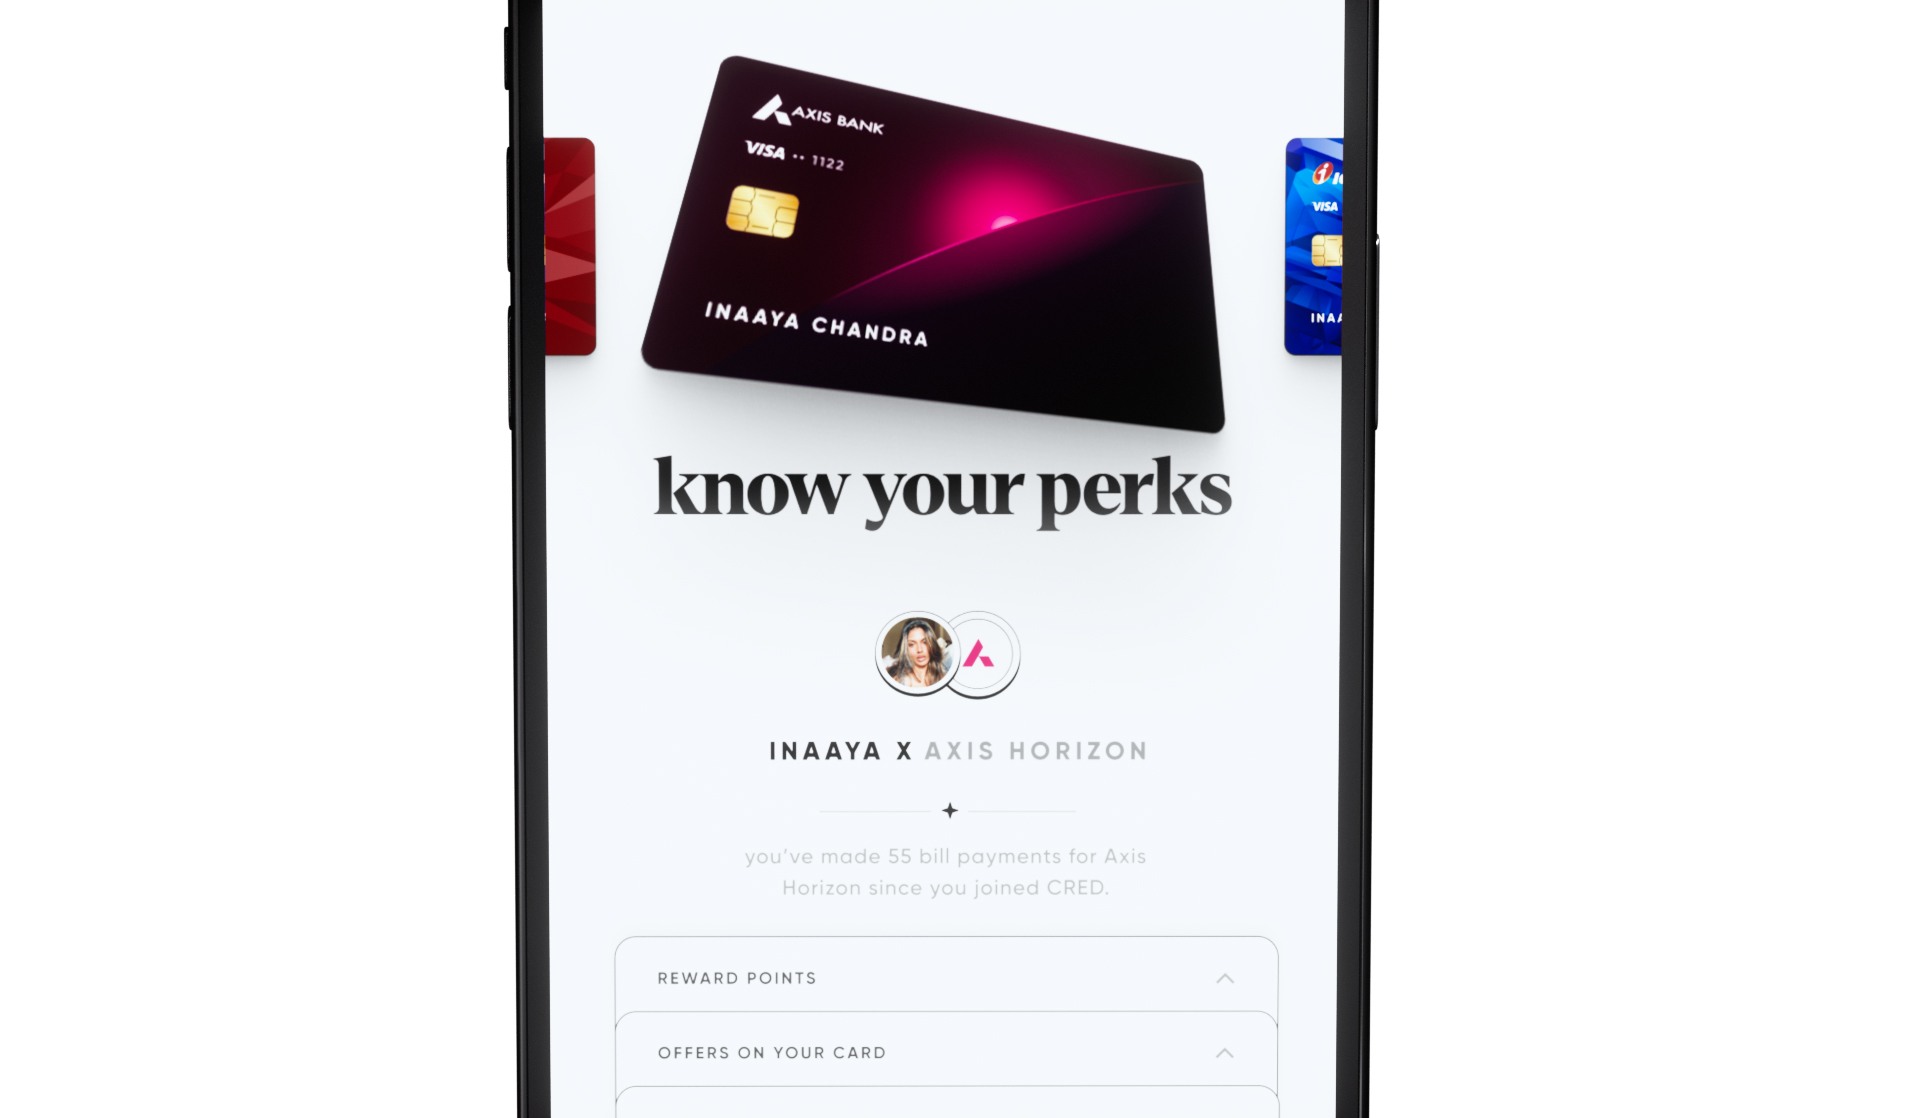 AXIS BANK
VISA •• 1122
INAAYA CHANDRA
VISA
know your perks
INAAYA X AXIS HORIZON
you've made 55 bill payments for Axis
Horizon since you joined CRED.
REWARD POINTS
OFFERS ON YOUR CARD